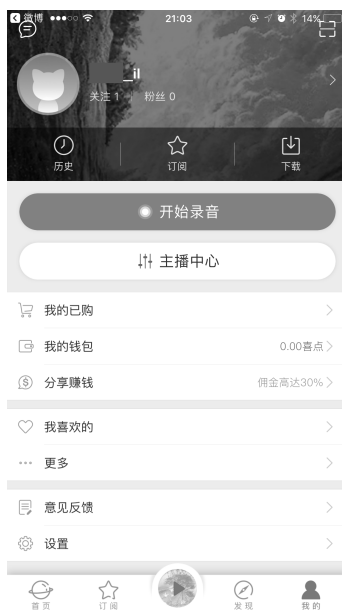 微博 21:03 14%
_il
关注 1 粉丝 0
历史 订阅 下载
开始录音
主播中心
我的已购
我的钱包 0.00喜点
分享赚钱 佣金高达30%
我喜欢的
更多
意见反馈
设置
首页 订阅 发现 我的